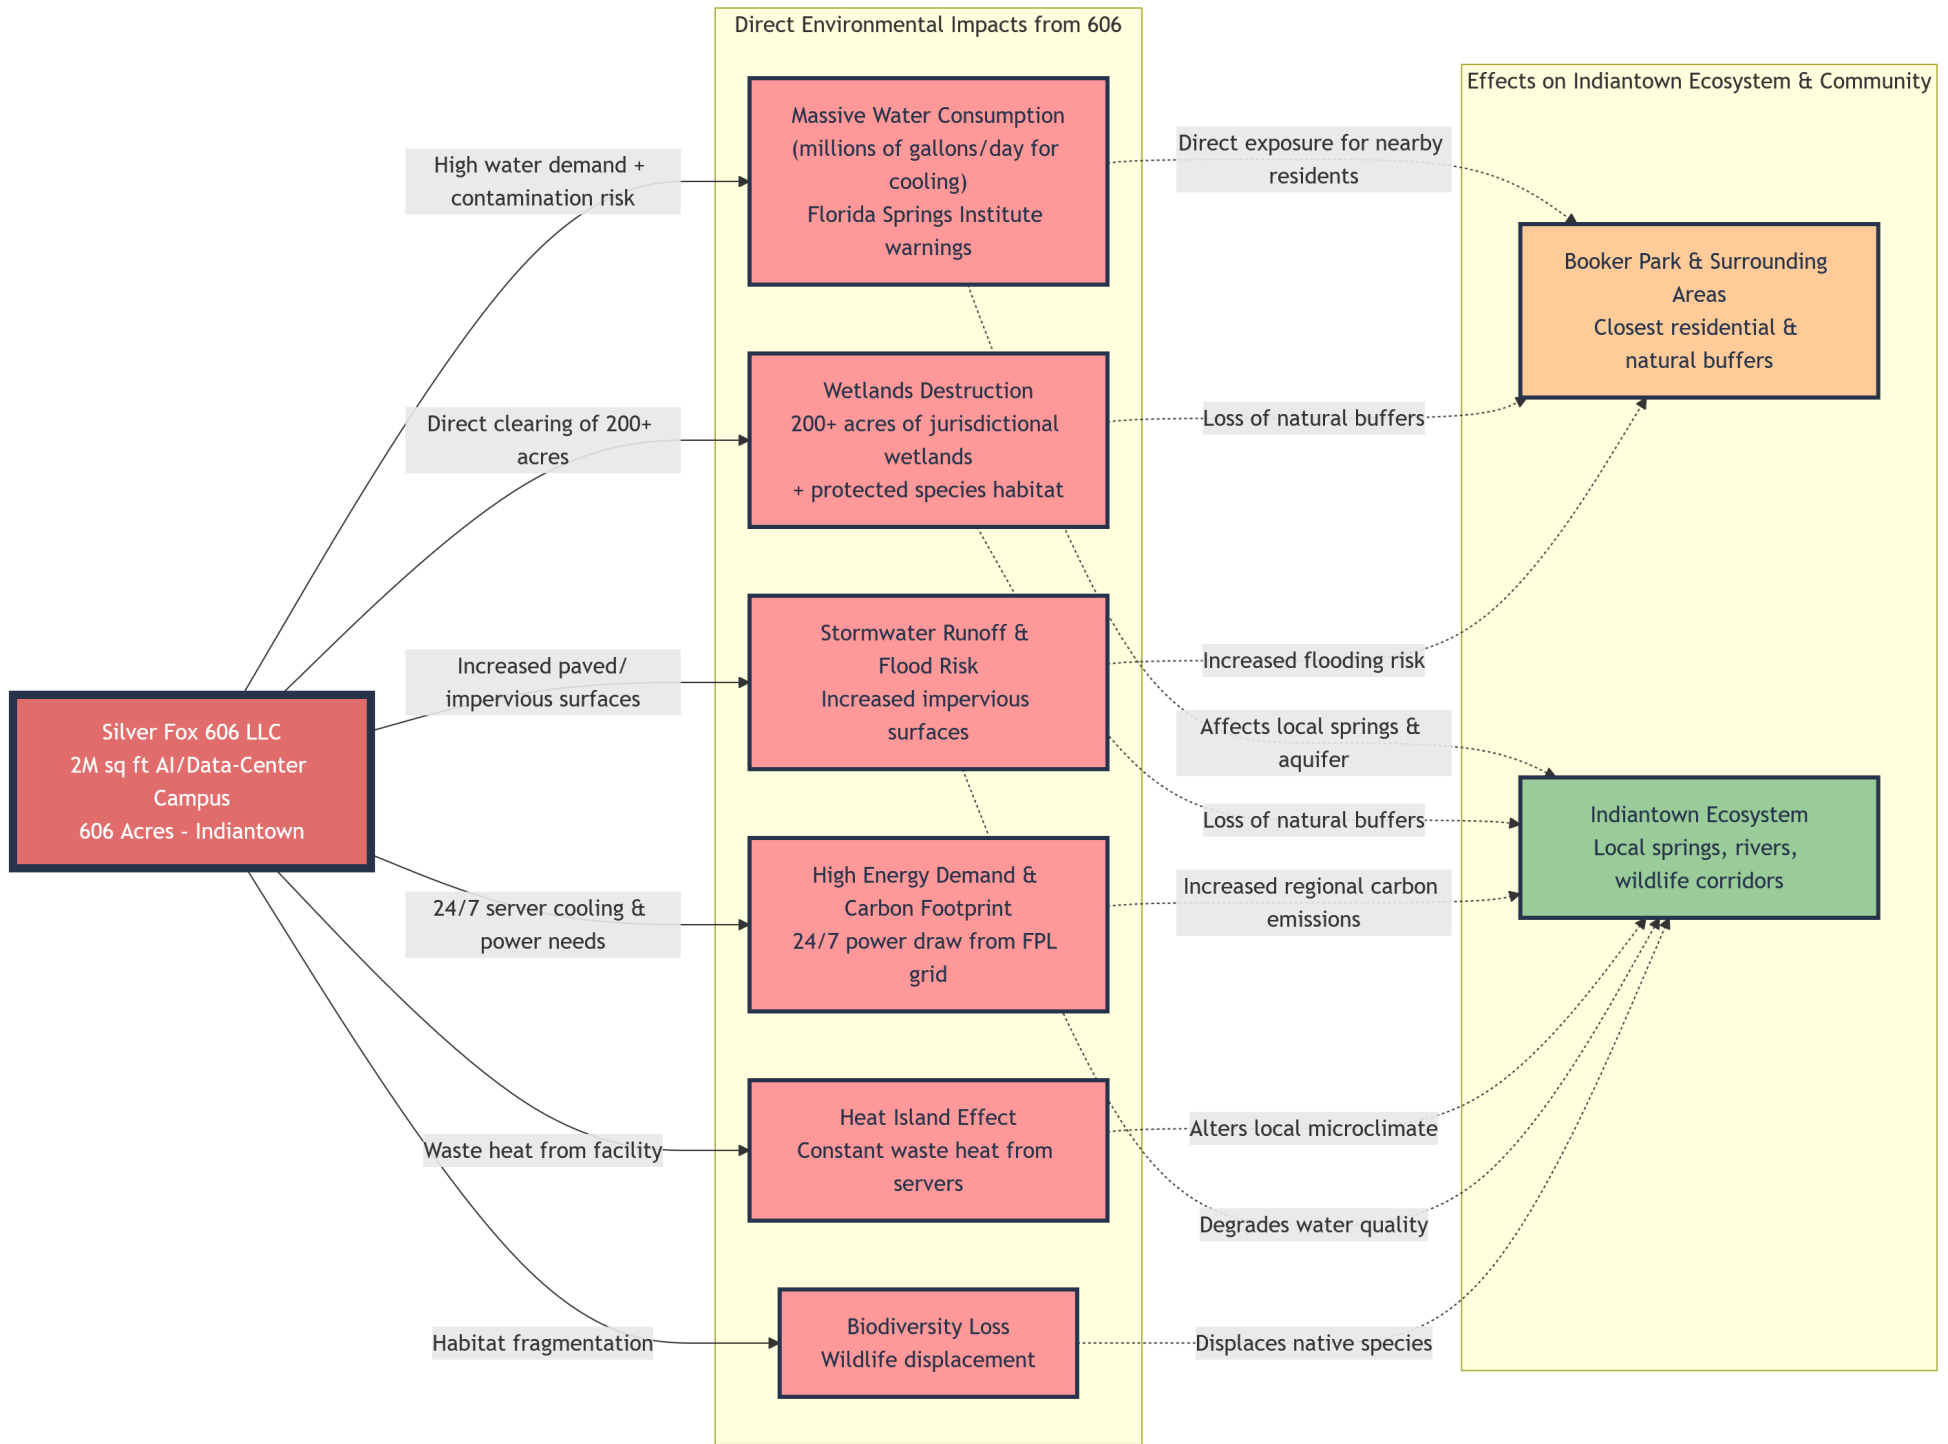 Direct Environmental Impacts from 606
Effects on Indiantown Ecosystem & Community
Silver Fox 606 LLC
2M sq ft AI/Data-Center
Campus
606 Acres - Indiantown
High water demand +
contamination risk
Direct clearing of 200+
acres
Increased paved/
impervious surfaces
24/7 server cooling &
power needs
Waste heat from facility
Habitat fragmentation
Massive Water Consumption
(millions of gallons/day for
cooling)
Florida Springs Institute
warnings
Wetlands Destruction
200+ acres of jurisdictional
wetlands
+ protected species habitat
Stormwater Runoff &
Flood Risk
Increased impervious
surfaces
High Energy Demand &
Carbon Footprint
24/7 power draw from FPL
grid
Heat Island Effect
Constant waste heat from
servers
Biodiversity Loss
Wildlife displacement
Direct exposure for nearby
residents
Loss of natural buffers
Increased flooding risk
Affects local springs &
aquifer
Loss of natural buffers
Increased regional carbon
emissions
Alters local microclimate
Degrades water quality
Displaces native species
Booker Park & Surrounding
Areas
Closest residential &
natural buffers
Indiantown Ecosystem
Local springs, rivers,
wildlife corridors